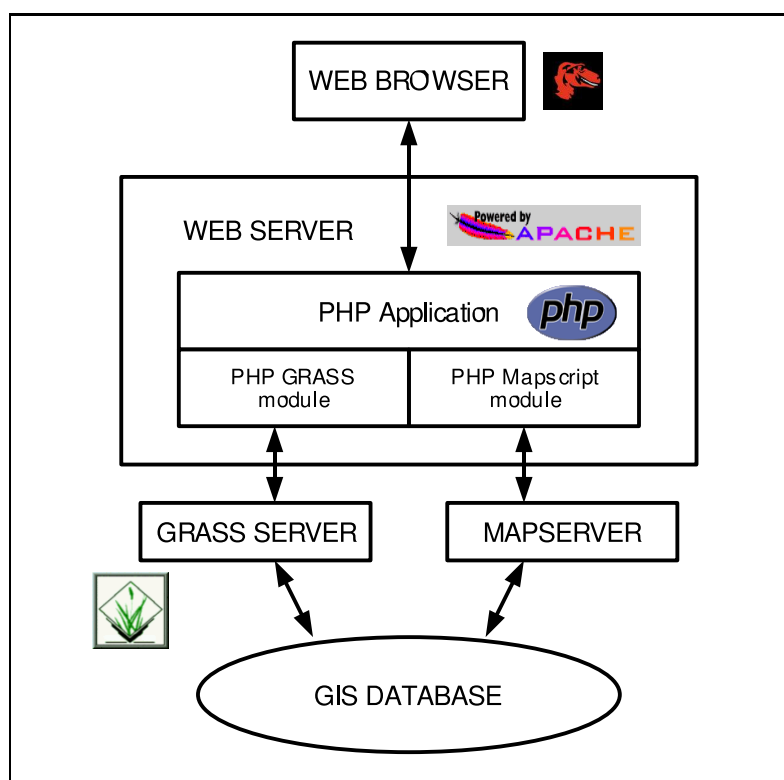 WEB BROWSER
WEB SERVER
Powered by
APACHE
PHP Application
php
PHP GRASS
module
PHP Mapscript
module
GRASS SERVER
MAPSERVER
GIS DATABASE